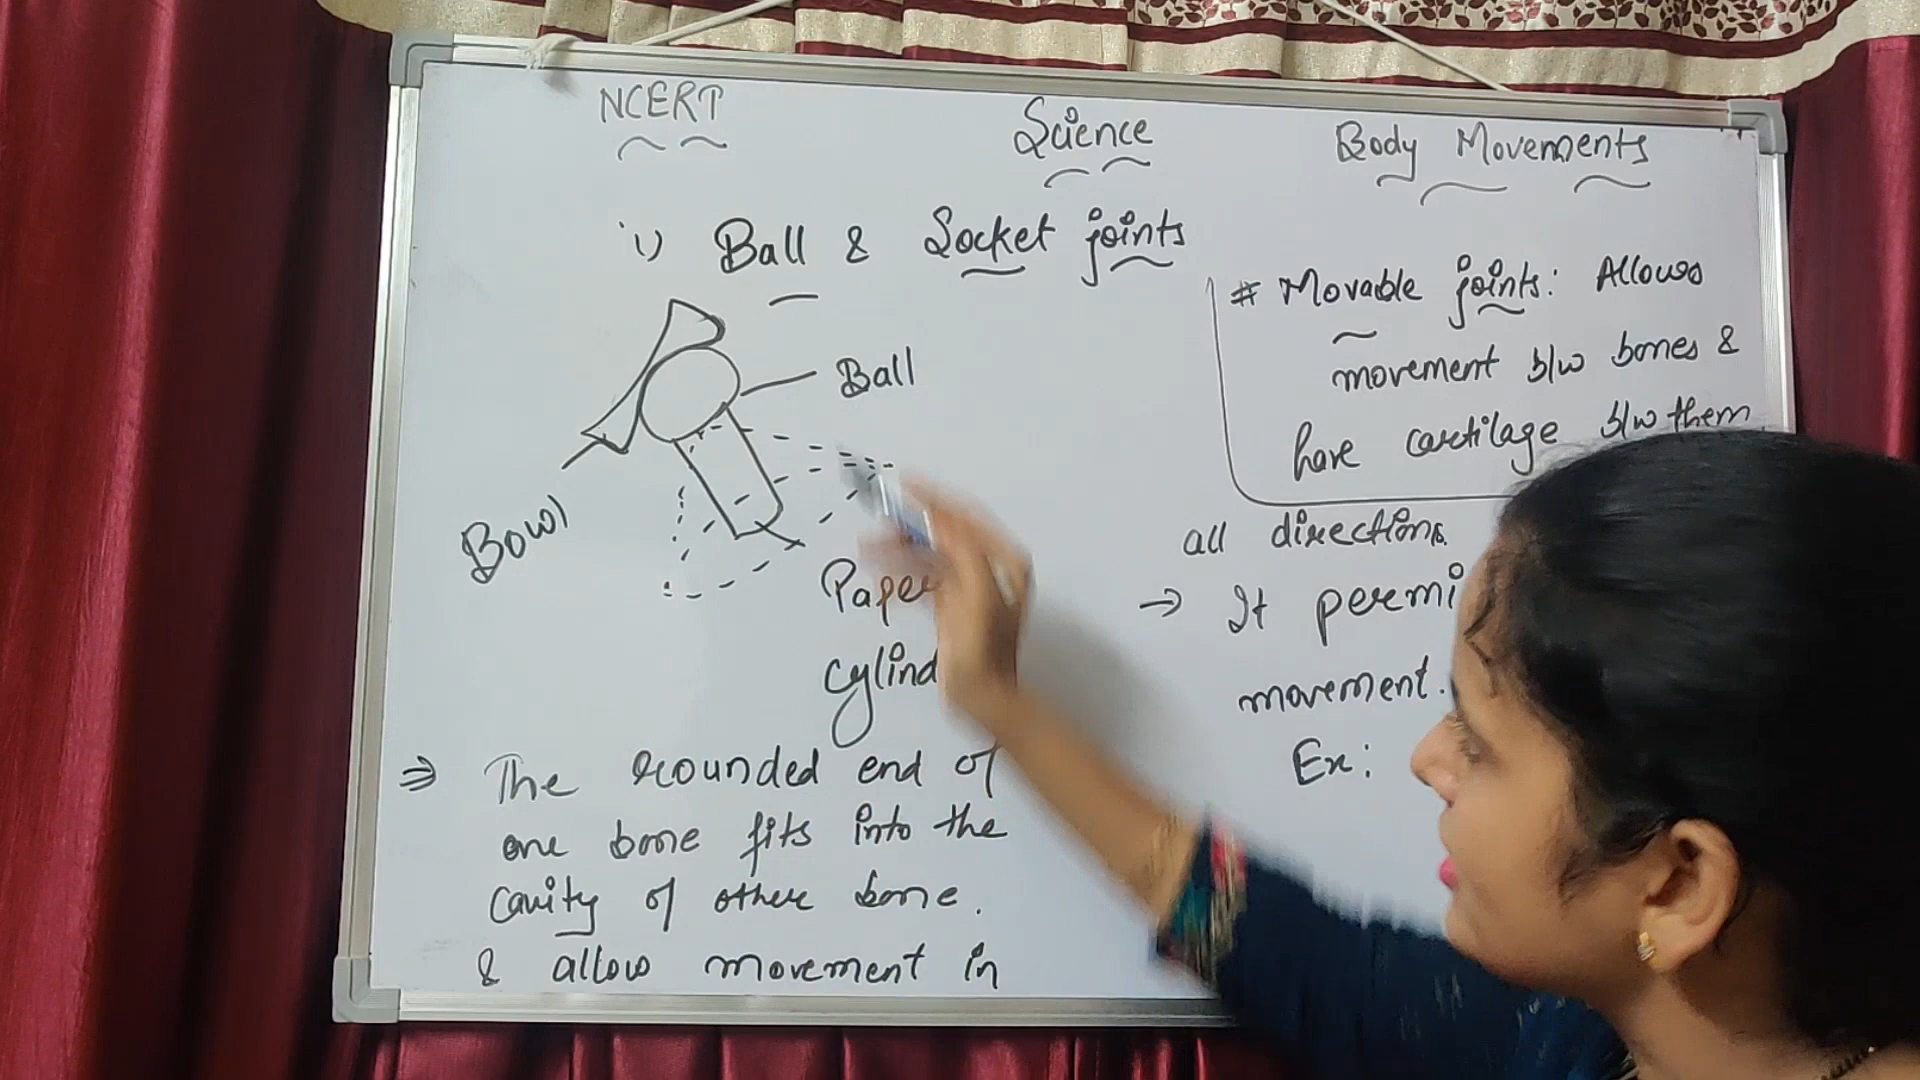 NCERT
Science
Body Movements
i) Ball & Socket joints
Ball
Bowl
Paper
Cylind
⇒ The rounded end of
one bone fits into the
cavity of other bone.
& allow movement in
# Movable joints: Allows
movement b/w bones &
have cartilage b/w them
all directions.
→ It permi
movement.
Ex: